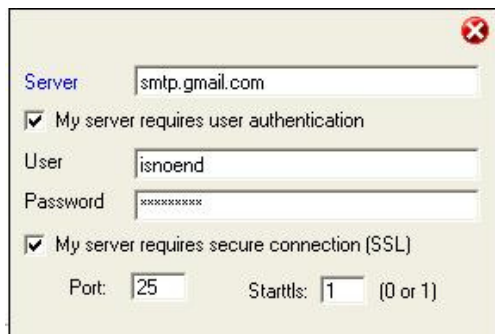 Server smtp.gmail.com
My server requires user authentication
User isnoend
Password ×××××××××
My server requires secure connection (SSL)
Port: 25 Starttls: 1 (0 or 1)